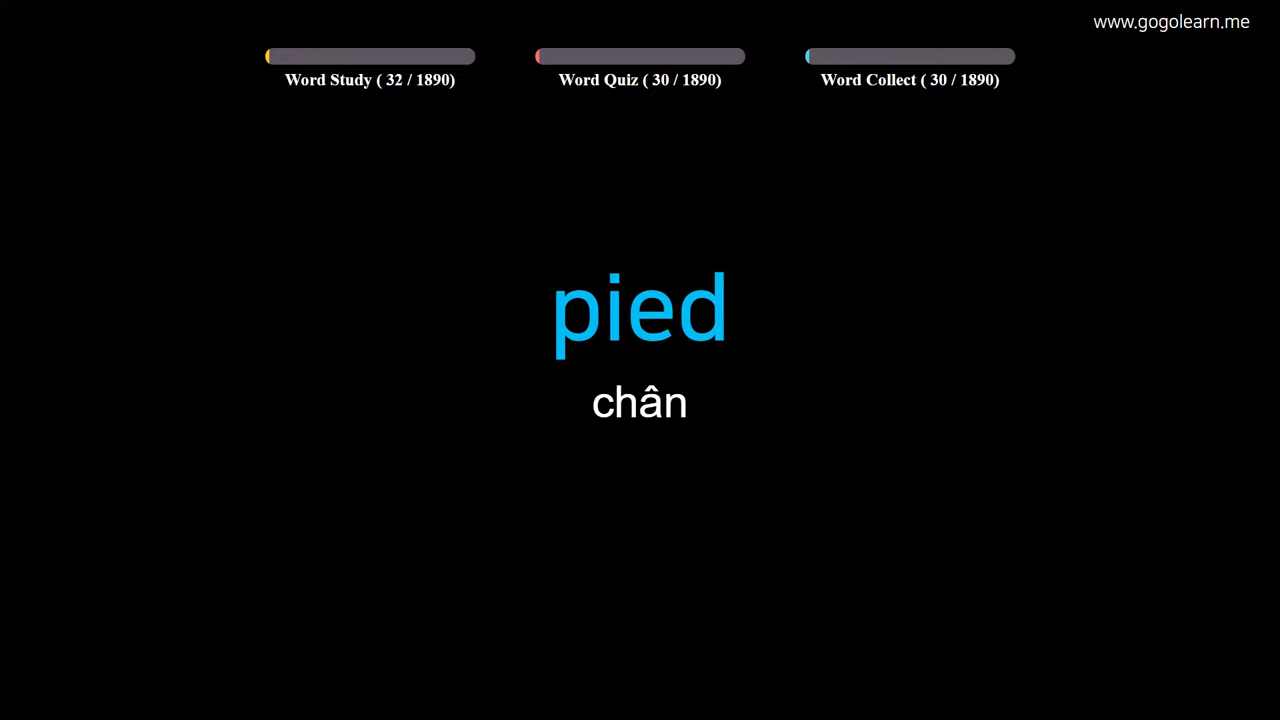 www.gogolearn.me
Word Study ( 32 / 1890)
Word Quiz ( 30 / 1890)
Word Collect ( 30 / 1890)
pied
chân